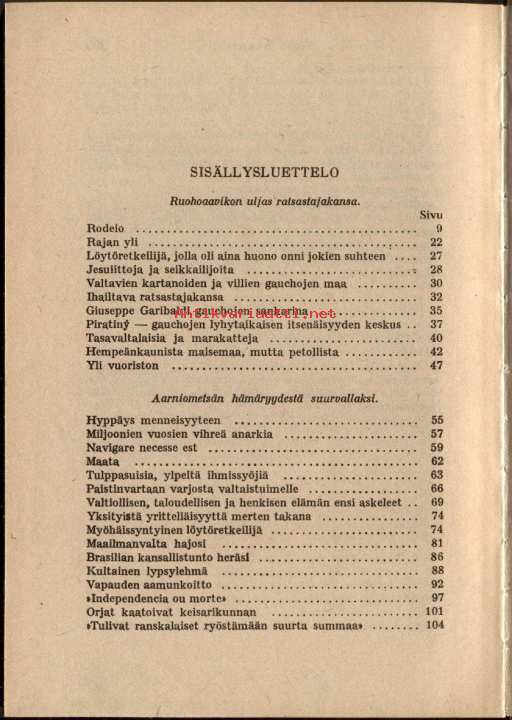 SISÄLLYSLUETTELO
Ruohoaavikon uljas ratsastajakansa.
Sivu
Rodeio .......... 9
Rajan yli .......... 22
Löytöretkeilijä, jolla oli aina huono onni jokien suhteen .... 27
Jesuiittoja ja seikkailijoita .......... 28
Valtavien kartanoiden ja villien gauchojen maa .......... 30
Ihailtava ratsastajakansa .......... 32
Giuseppe Garibaldi gauchojen sankarina .......... 35
Antikvariaatti.net
Piratiný — gauchojen lyhytaikaisen itsenäisyyden keskus .. 37
Tasavaltalaisia ja marakatteja .......... 40
Hempeänkaunista maisemaa, mutta petollista .......... 42
Yli vuoriston .......... 47
Aarniometsän hämäryydestä suurvallaksi.
Hyppäys menneisyyteen .......... 55
Miljoonien vuosien vihreä anarkia .......... 57
Navigare necesse est .......... 59
Maata .......... 62
Tulppasuisia, ylpeitä ihmissyöjiä .......... 63
Paistinvartaan varjosta valtaistuimelle .......... 66
Valtiollisen, taloudellisen ja henkisen elämän ensi askeleet .. 69
Yksityistä yritteliäisyyttä merten takana .......... 74
Myöhäissyntyinen löytöretkeilijä .......... 74
Maailmanvalta hajosi .......... 81
Brasilian kansallistunto heräsi .......... 86
Kultainen lypsylehmä .......... 88
Vapauden aamunkoitto .......... 92
»Independencia ou morte» .......... 97
Orjat kaatoivat keisarikunnan .......... 101
»Tulivat ranskalaiset ryöstämään suurta summaa» ........ 104